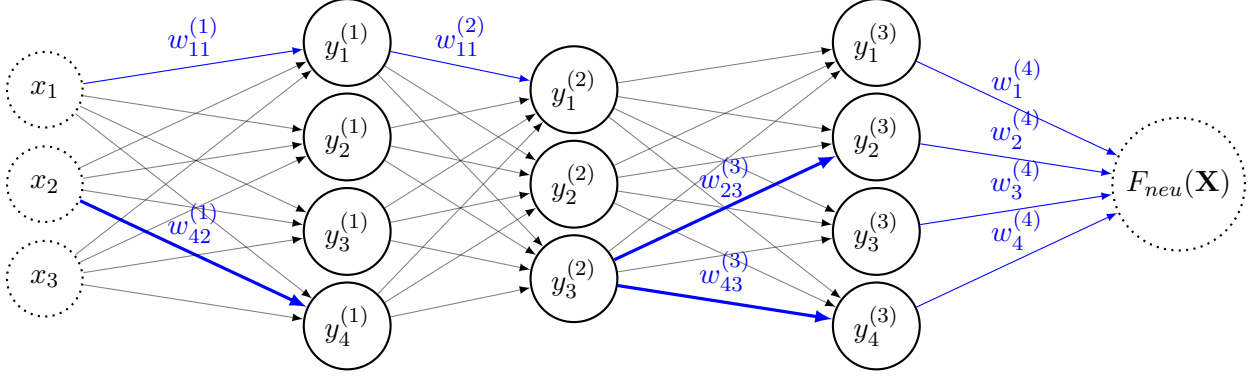 w_{11}^{(1)}
w_{11}^{(2)}
w_{42}^{(1)}
w_{23}^{(3)}
w_{43}^{(3)}
w_1^{(4)}
w_2^{(4)}
w_3^{(4)}
w_4^{(4)}
x_1
x_2
x_3
y_1^{(1)}
y_2^{(1)}
y_3^{(1)}
y_4^{(1)}
y_1^{(2)}
y_2^{(2)}
y_3^{(2)}
y_1^{(3)}
y_2^{(3)}
y_3^{(3)}
y_4^{(3)}
F_{neu}(X)